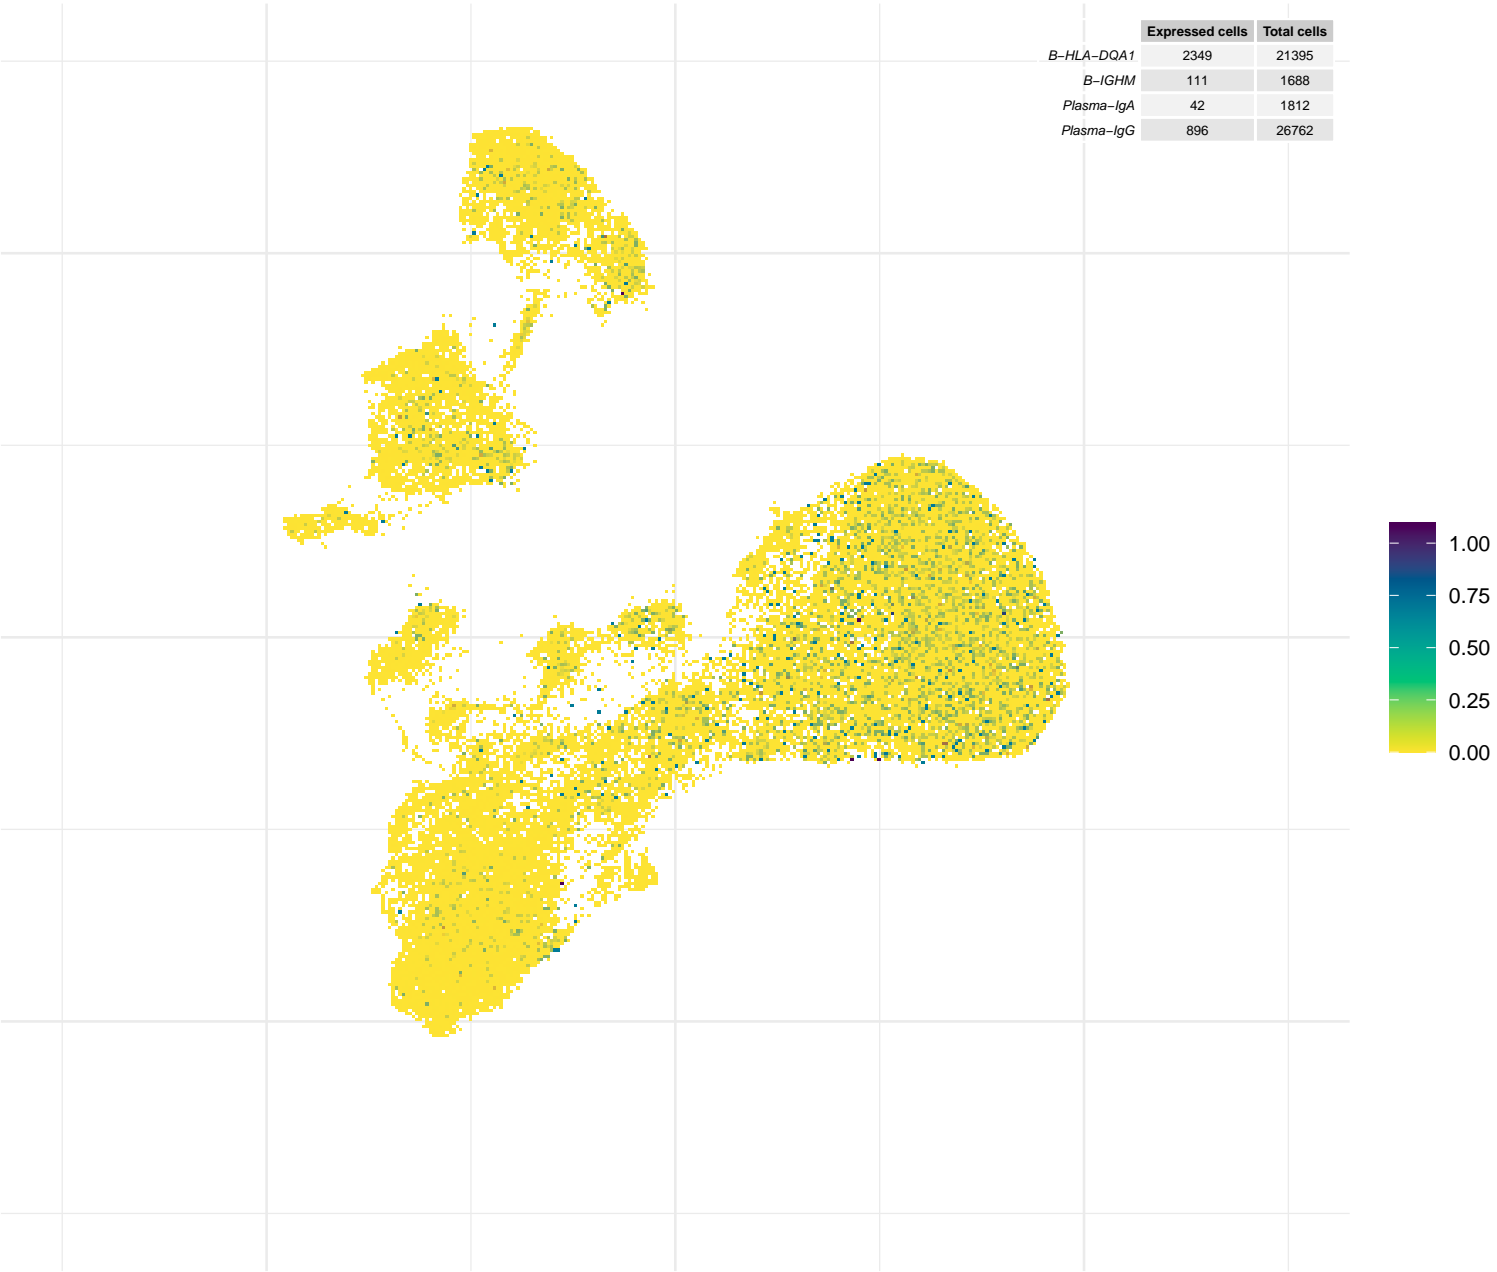 Expressed cells Total cells
B−HLA−DQA1 2349 21395
B−IGHM 111 1688
Plasma−IgA 42 1812
Plasma−IgG 896 26762
1.00
0.75
0.50
0.25
0.00